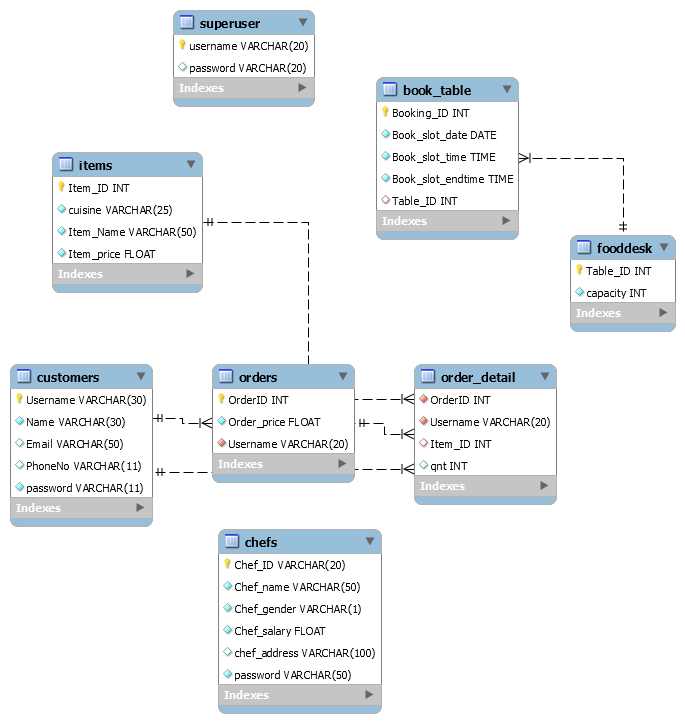 superuser
username VARCHAR(20)
password VARCHAR(20)
Indexes
book_table
Booking_ID INT
Book_slot_date DATE
Book_slot_time TIME
Book_slot_endtime TIME
Table_ID INT
Indexes
items
Item_ID INT
cuisine VARCHAR(25)
Item_Name VARCHAR(50)
Item_price FLOAT
Indexes
fooddesk
Table_ID INT
capacity INT
Indexes
customers
Username VARCHAR(30)
Name VARCHAR(30)
Email VARCHAR(50)
PhoneNo VARCHAR(11)
password VARCHAR(11)
Indexes
orders
OrderID INT
Order_price FLOAT
Username VARCHAR(20)
Indexes
order_detail
OrderID INT
Username VARCHAR(20)
Item_ID INT
qnt INT
Indexes
chefs
Chef_ID VARCHAR(20)
Chef_name VARCHAR(50)
Chef_gender VARCHAR(1)
Chef_salary FLOAT
chef_address VARCHAR(100)
password VARCHAR(50)
Indexes